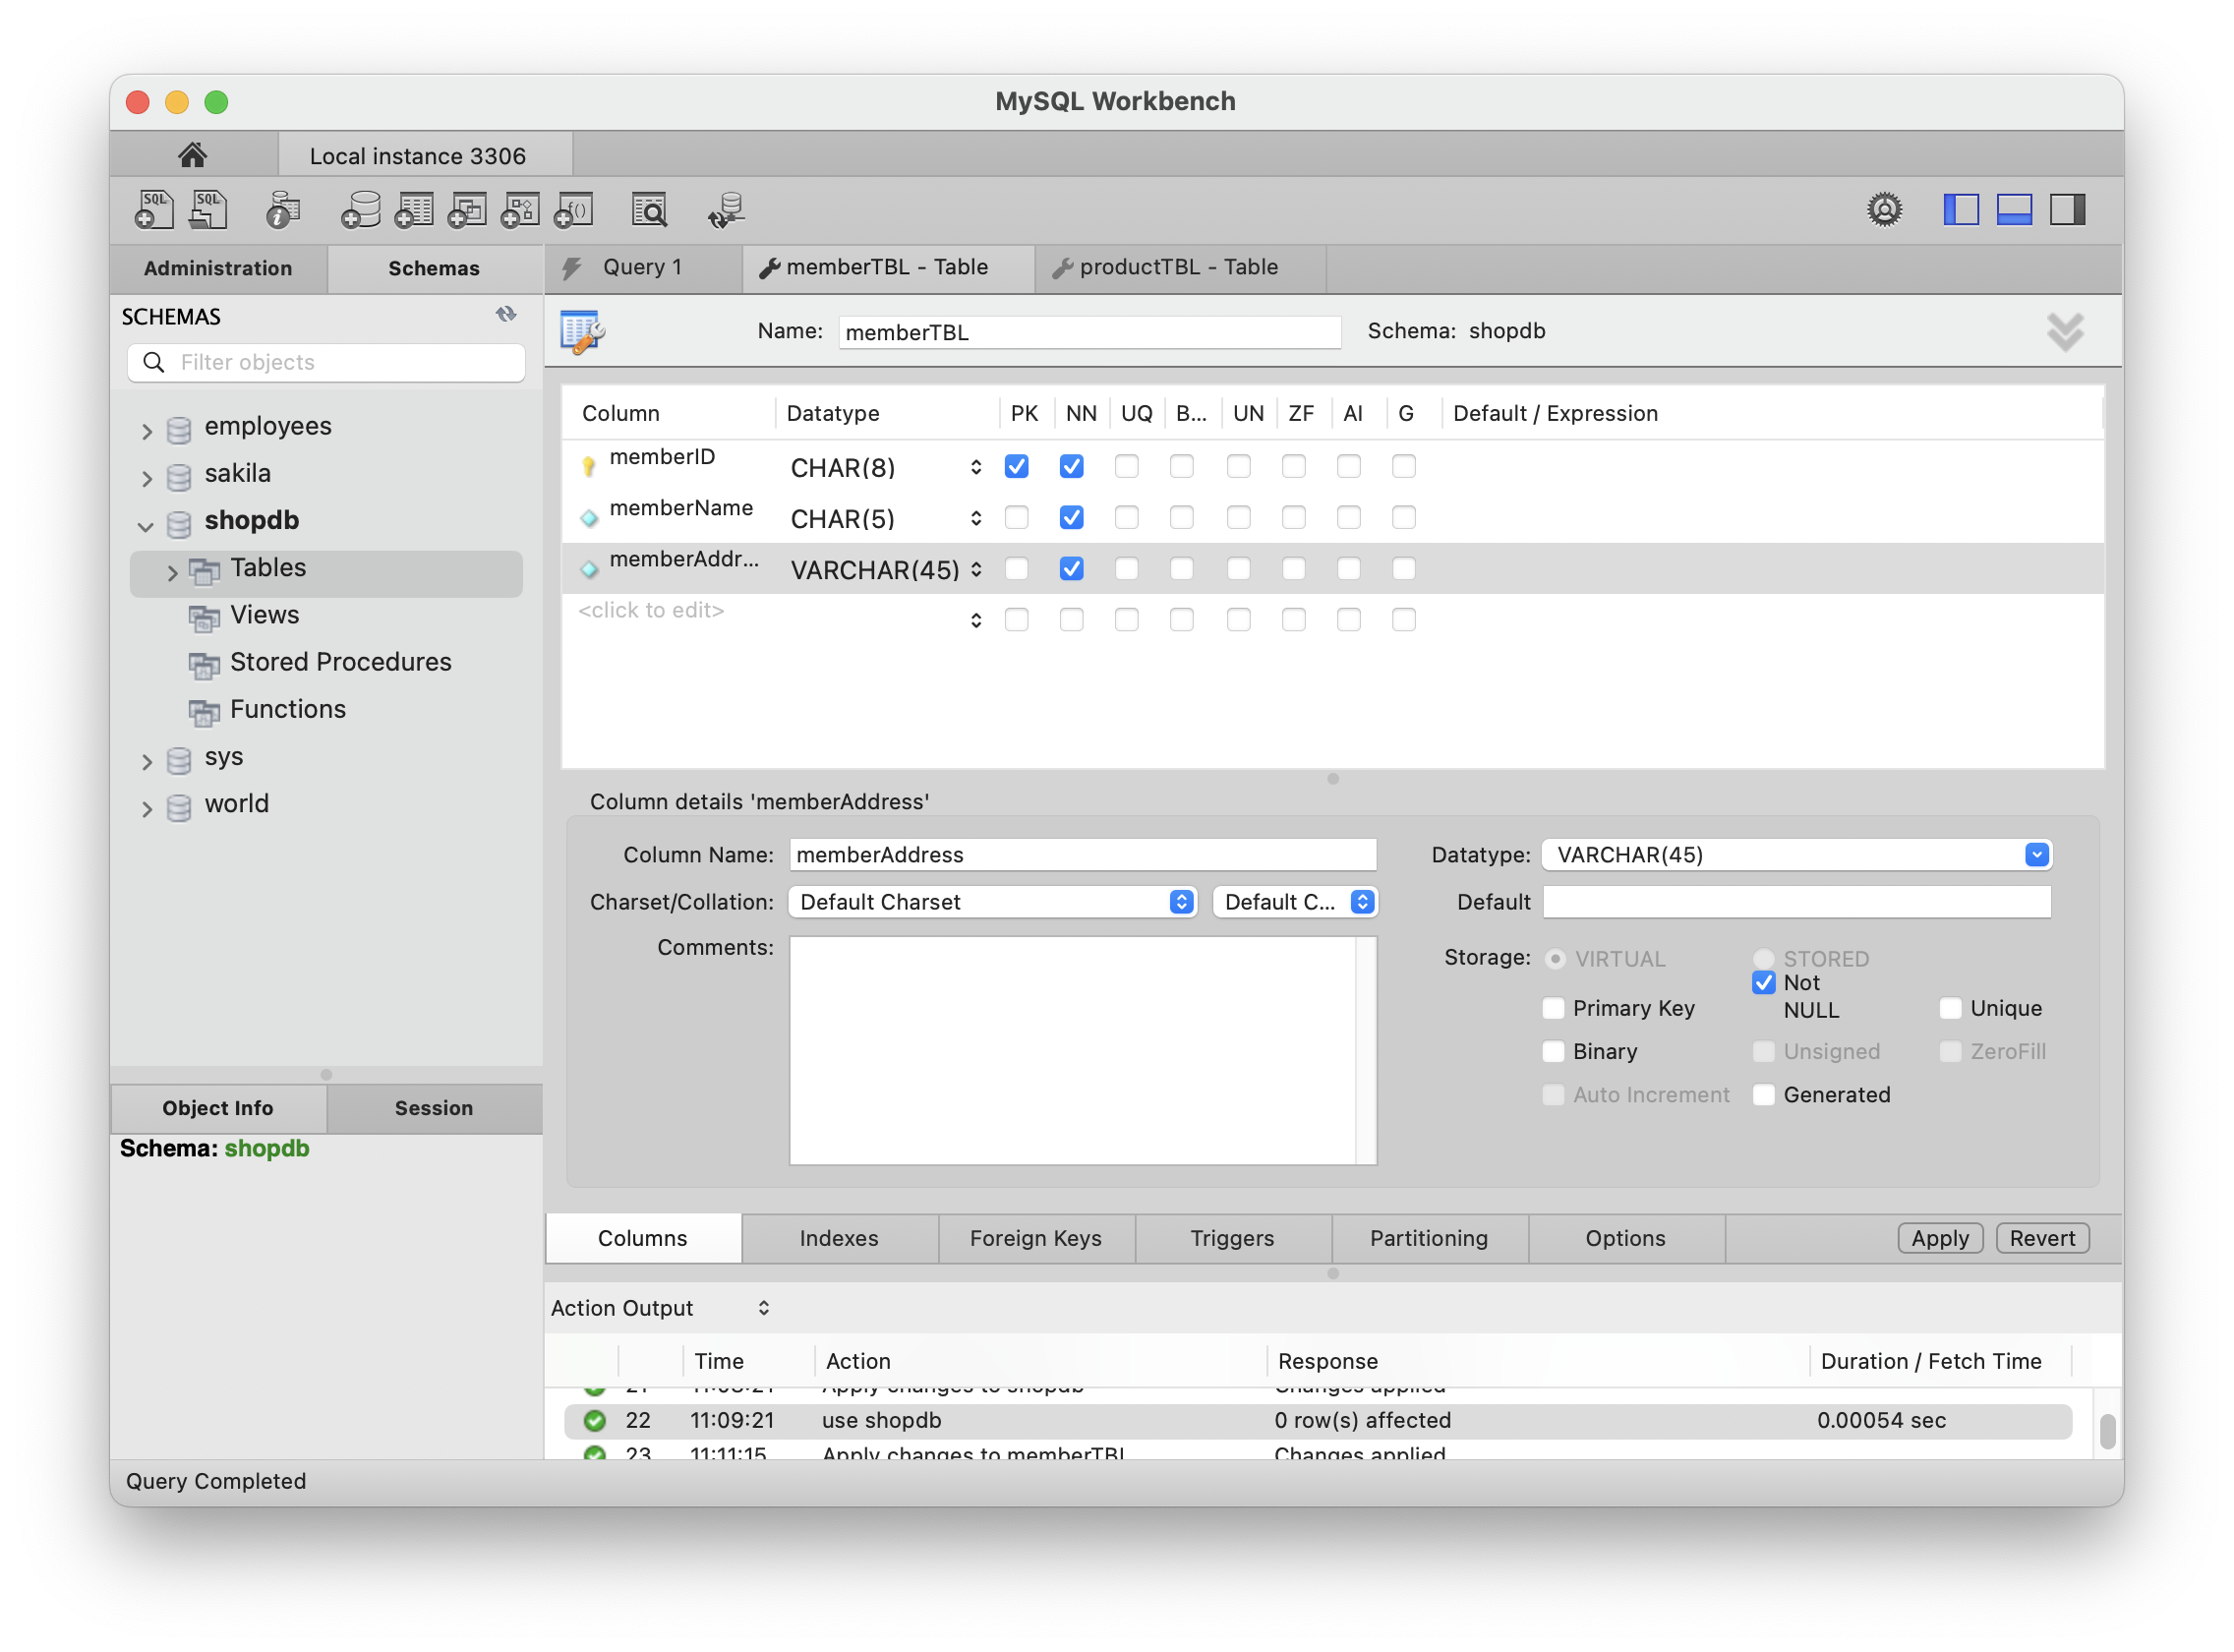 MySQL Workbench
Local instance 3306
Administration
Schemas
Query 1
memberTBL - Table
productTBL - Table
SCHEMAS
Filter objects
employees
sakila
shopdb
Tables
Views
Stored Procedures
Functions
sys
world
Object Info
Session
Schema: shopdb
Name: memberTBL Schema: shopdb
Column Datatype PK NN UQ B... UN ZF AI G Default / Expression
memberID CHAR(8)
memberName CHAR(5)
memberAddr... VARCHAR(45)
<click to edit>
Column details 'memberAddress'
Column Name: memberAddress
Charset/Collation: Default Charset Default C...
Comments:
Datatype: VARCHAR(45)
Default
Storage: VIRTUAL STORED
Primary Key Not NULL Unique
Binary Unsigned ZeroFill
Auto Increment Generated
Columns Indexes Foreign Keys Triggers Partitioning Options Apply Revert
Action Output
Time Action Response Duration / Fetch Time
21 11:08:21 Apply changes to shopdb Changes applied
22 11:09:21 use shopdb 0 row(s) affected 0.00054 sec
23 11:11:15 Apply changes to memberTBL Changes applied
Query Completed